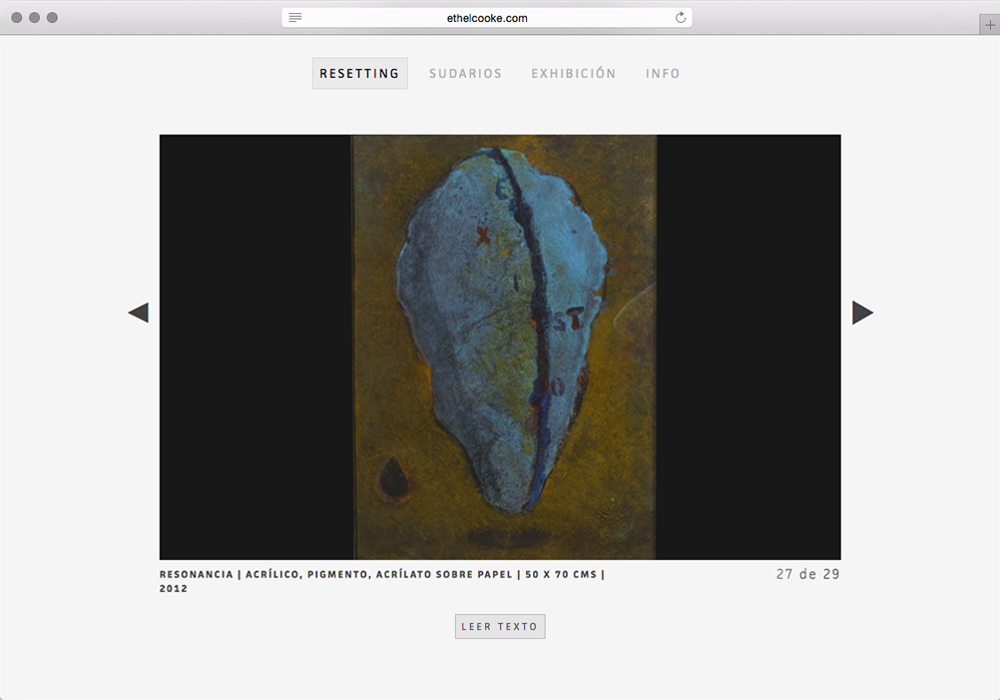 ethelcooke.com
RESETTING SUDARIOS EXHIBICIÓN INFO
E
X
I
ST
O
RESONANCIA | ACRÍLICO, PIGMENTO, ACRÍLATO SOBRE PAPEL | 50 X 70 CMS |
2012
27 de 29
LEER TEXTO